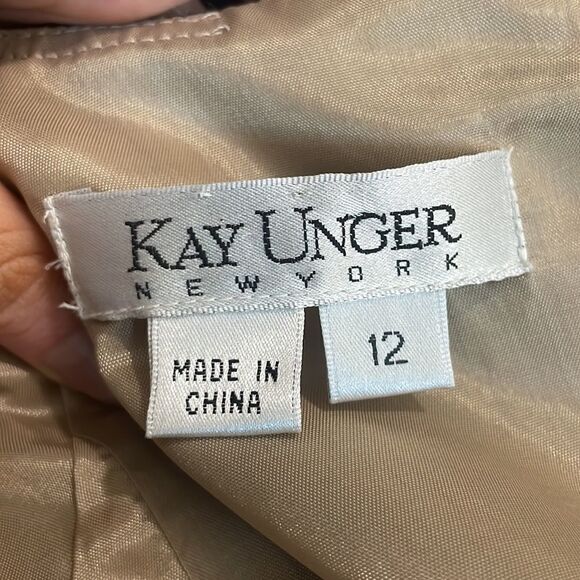 KAY UNGER
NEW YORK
MADE IN
CHINA
12